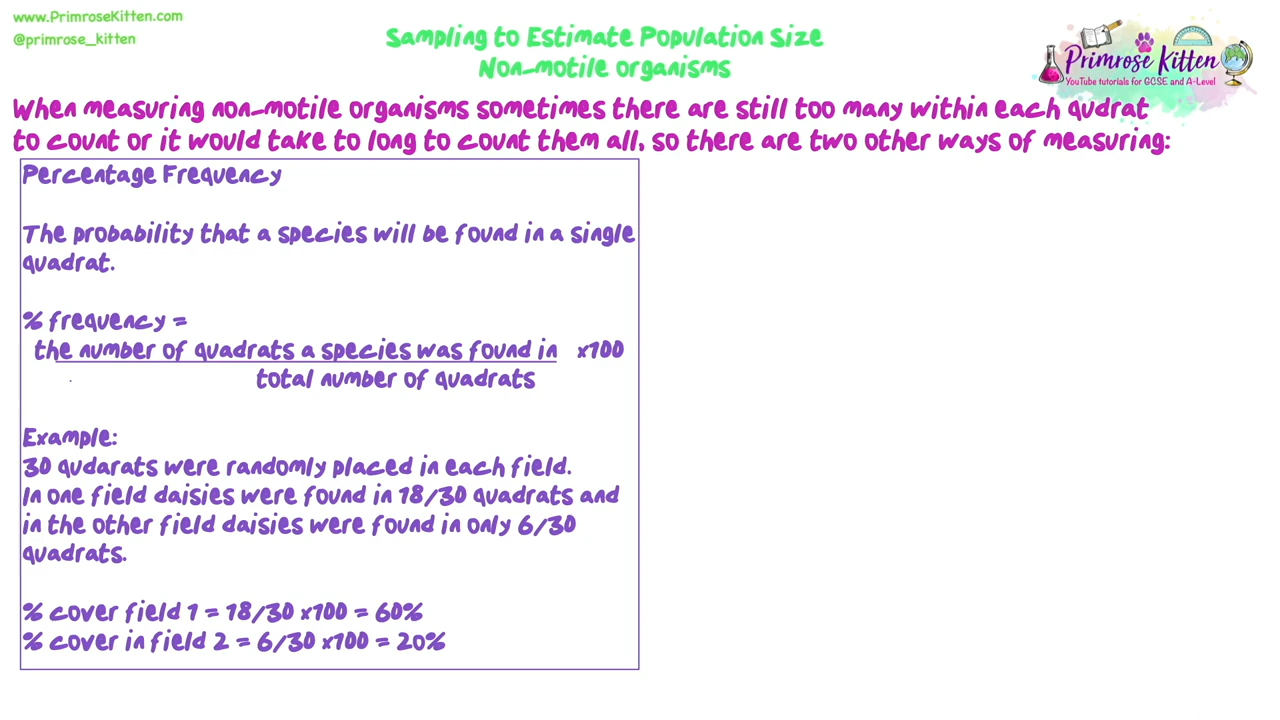 www.PrimroseKitten.com
@primrose_kitten
Sampling to Estimate Population Size
Non-motile organisms
Primrose Kitten
YouTube tutorials for GCSE and A-Level
When measuring non-motile organisms sometimes there are still too many within each qudrat
to count or it would take to long to count them all, so there are two other ways of measuring:
Percentage Frequency
The probability that a species will be found in a single
quadrat.
% frequency =
the number of quadrats a species was found in x100
total number of quadrats
Example:
30 qudarats were randomly placed in each field.
In one field daisies were found in 18/30 quadrats and
in the other field daisies were found in only 6/30
quadrats.
% cover field 1 = 18/30 x100 = 60%
% cover in field 2 = 6/30 x100 = 20%